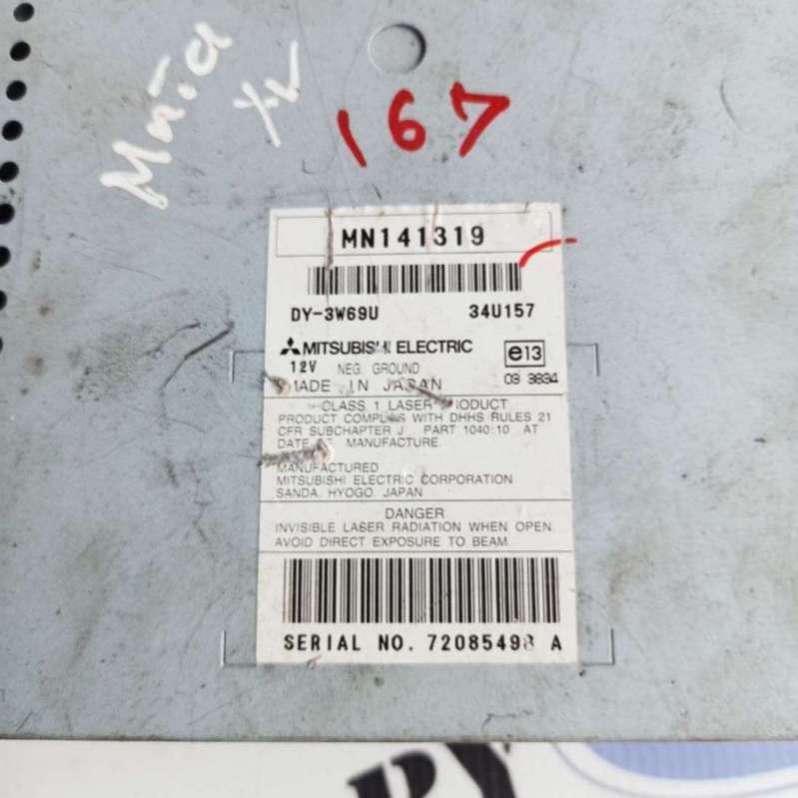 167
MN141319
DY-3W69U 34U157
MITSUBISHI ELECTRIC
12V NEG. GROUND
e13
MADE IN JAPAN
03 3834
CLASS 1 LASER PRODUCT
PRODUCT COMPLIES WITH DHHS RULES 21
CFR SUBCHAPTER J PART 1040:10 AT
DATE OF MANUFACTURE.
MANUFACTURED
MITSUBISHI ELECTRIC CORPORATION
SANDA, HYOGO, JAPAN
DANGER
INVISIBLE LASER RADIATION WHEN OPEN.
AVOID DIRECT EXPOSURE TO BEAM.
SERIAL NO. 72085498 A